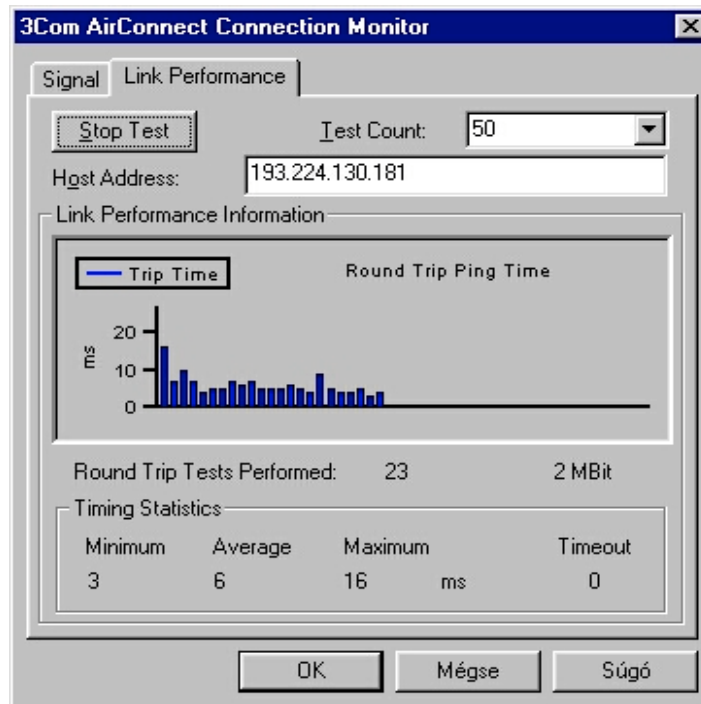 3Com AirConnect Connection Monitor
Signal Link Performance
Stop Test Test Count: 50
Host Address: 193.224.130.181
Link Performance Information
Trip Time Round Trip Ping Time
20
ms
10
0
Round Trip Tests Performed: 23 2 MBit
Timing Statistics
Minimum Average Maximum Timeout
3 6 16 ms 0
OK Mégse Súgó